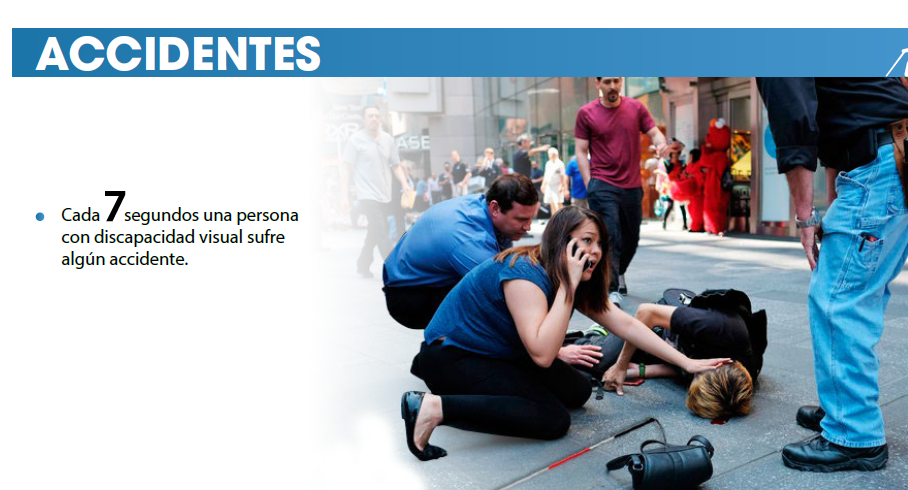 ACCIDENTES
Cada 7 segundos una persona
con discapacidad visual sufre
algún accidente.